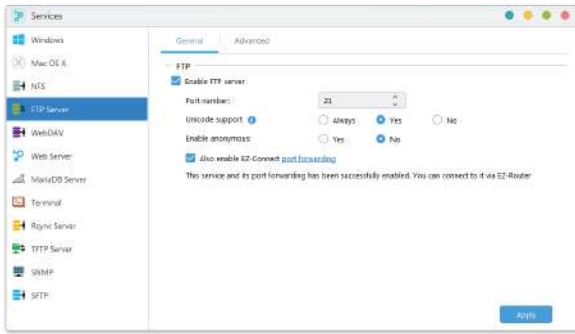 Services
Windows
Mac OS X
NFS
FTP Server
WebDAV
Web Server
MariaDB Server
Terminal
Rsync Server
TFTP Server
SNMP
SFTP
General Advanced
FTP
Enable FTP server
Port number: 21
Unicode support Always Yes No
Enable anonymous: Yes No
Also enable EZ-Connect port forwarding
This service and its port forwarding has been successfully enabled. You can connect to it via EZ-Router
Apply